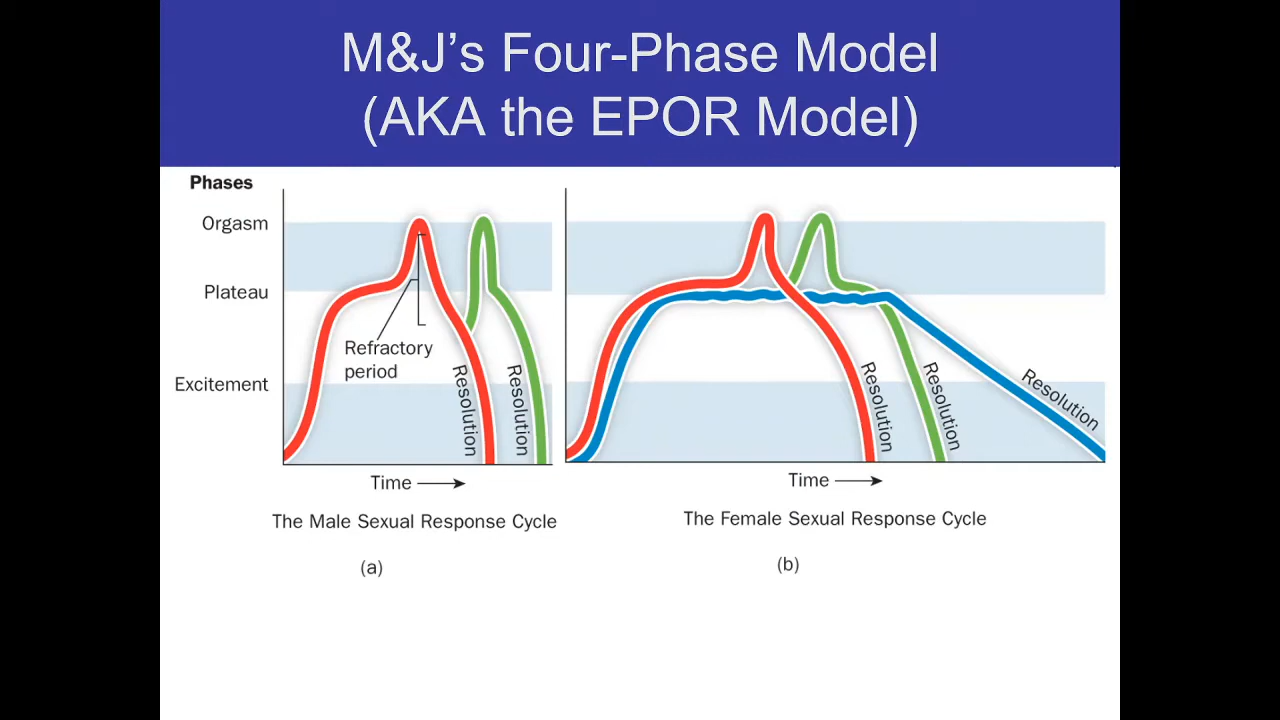 M&J's Four-Phase Model
(AKA the EPOR Model)
Phases
Orgasm
Plateau
Excitement
Refractory
period
Resolution
Resolution
Time
The Male Sexual Response Cycle
(a)
Resolution
Resolution
Resolution
Time
The Female Sexual Response Cycle
(b)